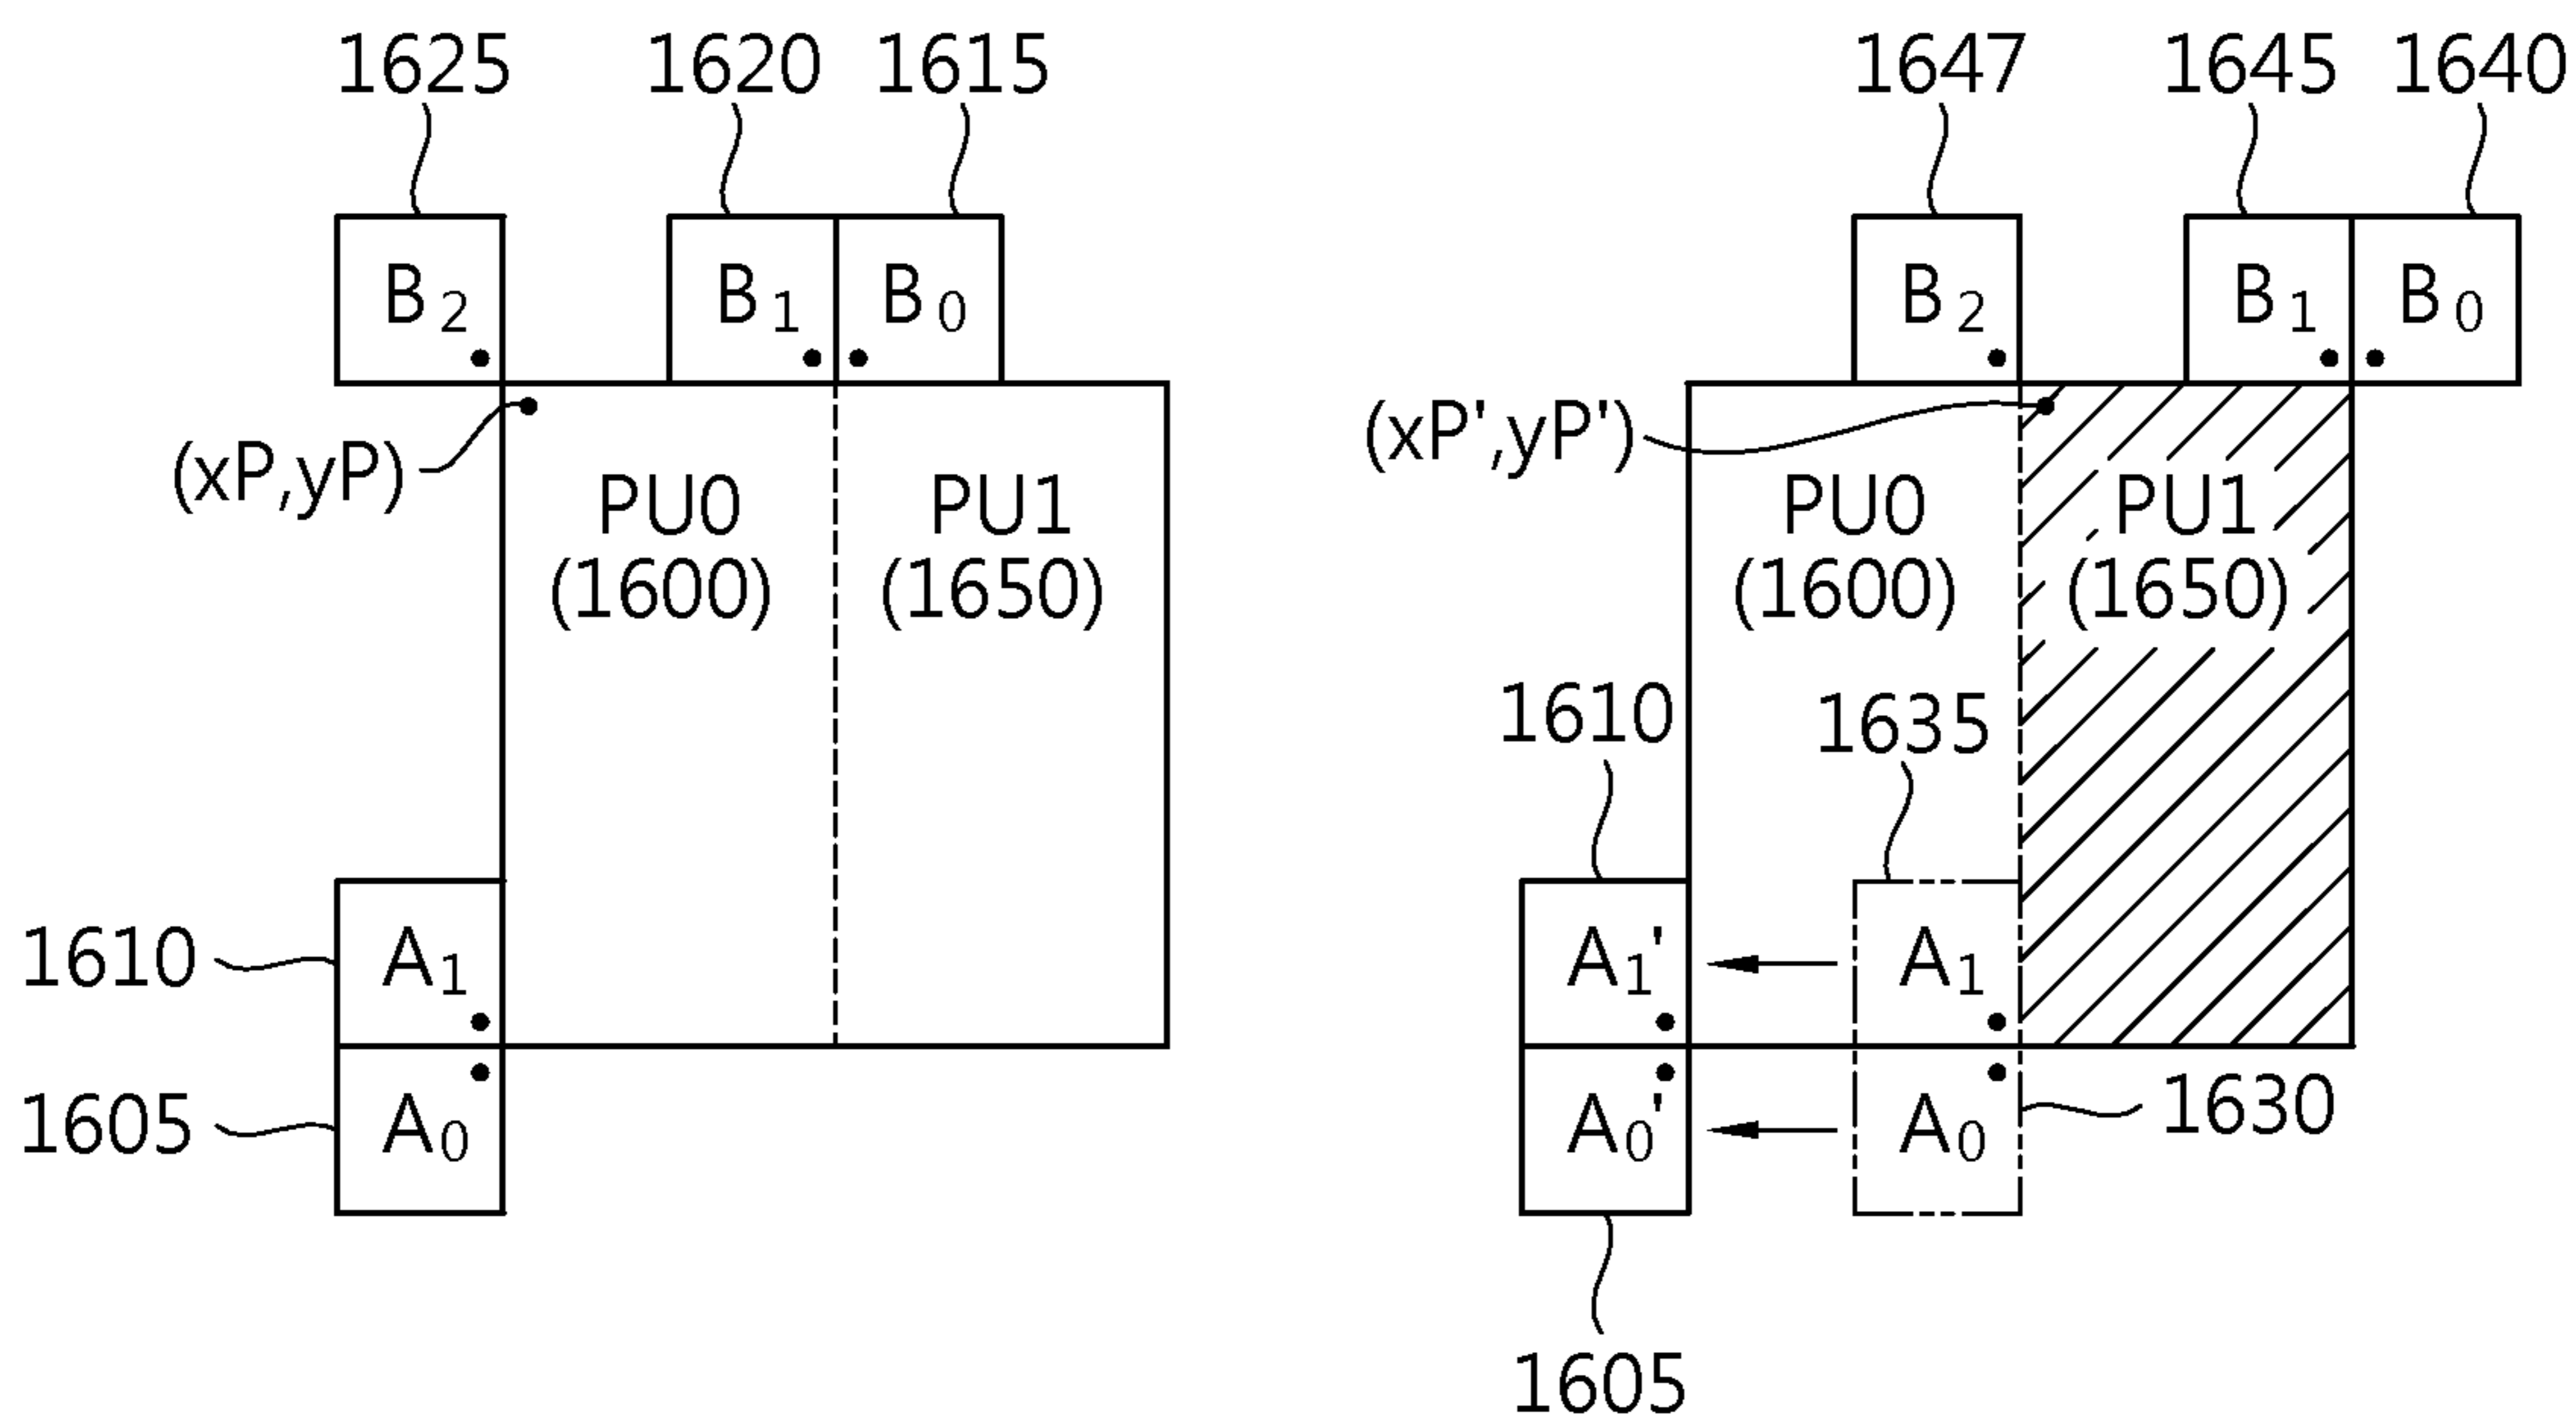 1625 1620 1615
B2 B1 B0
(xP,yP)
PU0
(1600)
PU1
(1650)
1610
A1
1605
A0
1647 1645 1640
B2 B1 B0
(xP',yP')
PU0
(1600)
PU1
(1650)
1610
1635
A1' A1
A0' A0
1630
1605